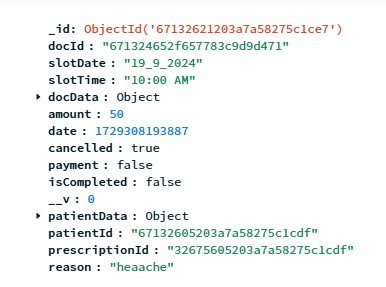 _id: ObjectId('67132621203a7a58275c1ce7')
docId : "671324652f657783c9d9d471"
slotDate : "19_9_2024"
slotTime : "10:00 AM"
docData : Object
amount : 50
date : 1729308193887
cancelled : true
payment : false
isCompleted : false
__v : 0
patientData : Object
patientId : "67132605203a7a58275c1cdf"
prescriptionId : "32675605203a7a58275c1cdf"
reason : "heaache"